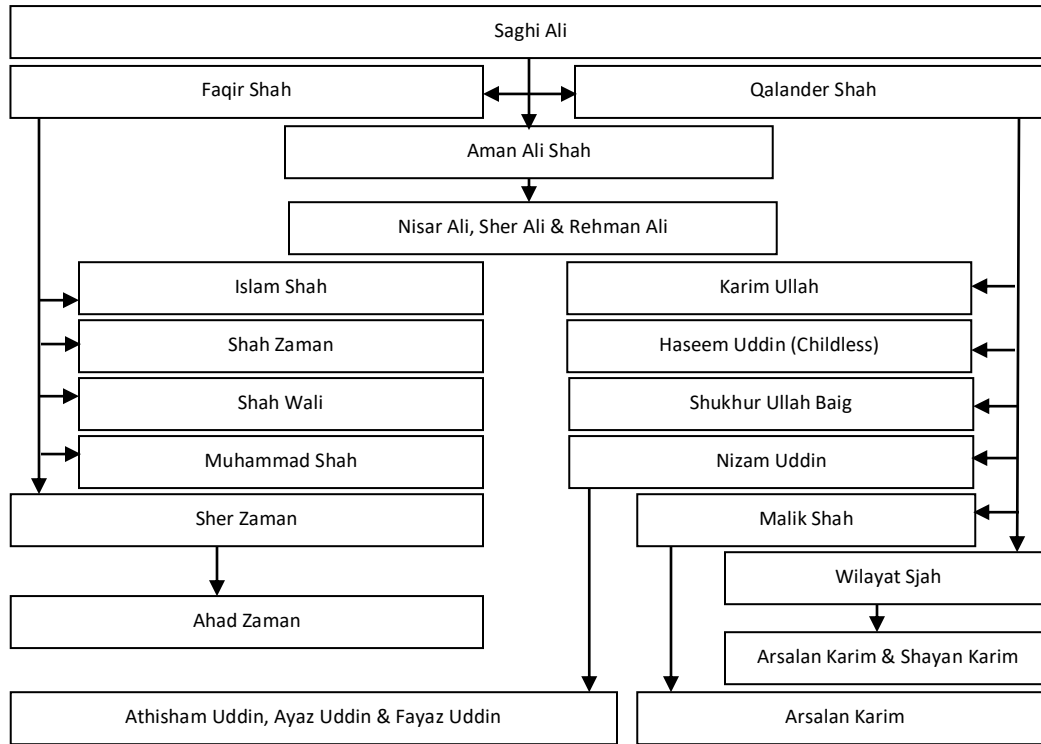 Saghi Ali
Faqir Shah
Qalander Shah
Aman Ali Shah
Nisar Ali, Sher Ali & Rehman Ali
Islam Shah
Karim Ullah
Shah Zaman
Haseem Uddin (Childless)
Shah Wali
Shukhur Ullah Baig
Muhammad Shah
Nizam Uddin
Sher Zaman
Malik Shah
Wilayat Sjah
Ahad Zaman
Arsalan Karim & Shayan Karim
Athisham Uddin, Ayaz Uddin & Fayaz Uddin
Arsalan Karim